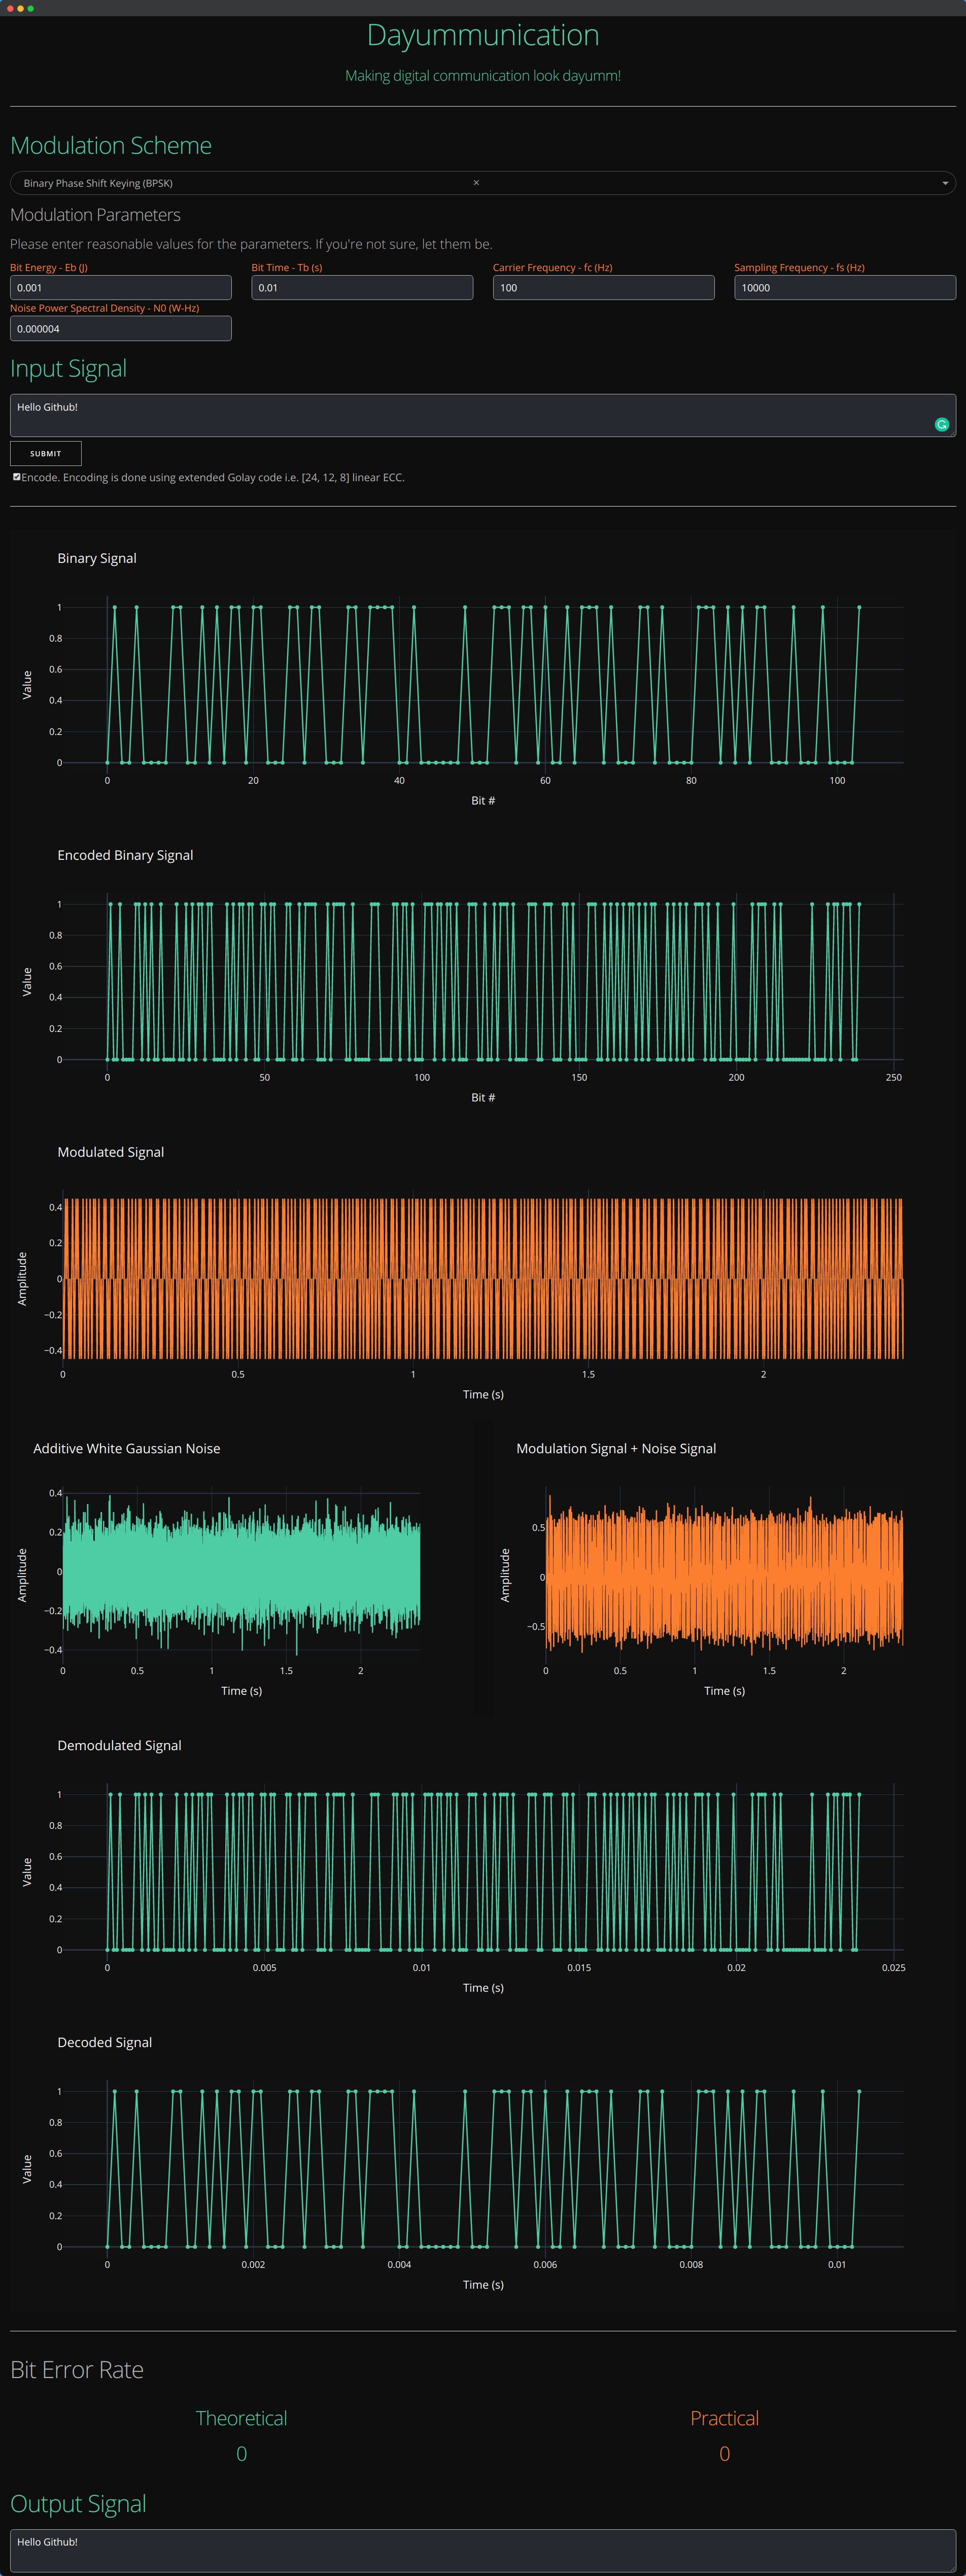 Dayummunication
Making digital communication look dayumm!
Modulation Scheme
Binary Phase Shift Keying (BPSK) ×
Modulation Parameters
Please enter reasonable values for the parameters. If you're not sure, let them be.
Bit Energy - Eb (J) Bit Time - Tb (s) Carrier Frequency - fc (Hz) Sampling Frequency - fs (Hz)
0.001 0.01 100 10000
Noise Power Spectral Density - N0 (W-Hz)
0.000004
Input Signal
Hello Github!
SUBMIT
Encode. Encoding is done using extended Golay code i.e. [24, 12, 8] linear ECC.
Binary Signal
Value
1
0.8
0.6
0.4
0.2
0
0 20 40 60 80 100
Bit #
Encoded Binary Signal
Value
1
0.8
0.6
0.4
0.2
0
0 50 100 150 200 250
Bit #
Modulated Signal
Amplitude
0.4
0.2
0
−0.2
−0.4
0 0.5 1 1.5 2
Time (s)
Additive White Gaussian Noise
Amplitude
0.4
0.2
0
−0.2
−0.4
0 0.5 1 1.5 2
Time (s)
Modulation Signal + Noise Signal
Amplitude
0.5
0
−0.5
0 0.5 1 1.5 2
Time (s)
Demodulated Signal
Value
1
0.8
0.6
0.4
0.2
0
0 0.005 0.01 0.015 0.02 0.025
Time (s)
Decoded Signal
Value
1
0.8
0.6
0.4
0.2
0
0 0.002 0.004 0.006 0.008 0.01
Time (s)
Bit Error Rate
Theoretical Practical
0 0
Output Signal
Hello Github!